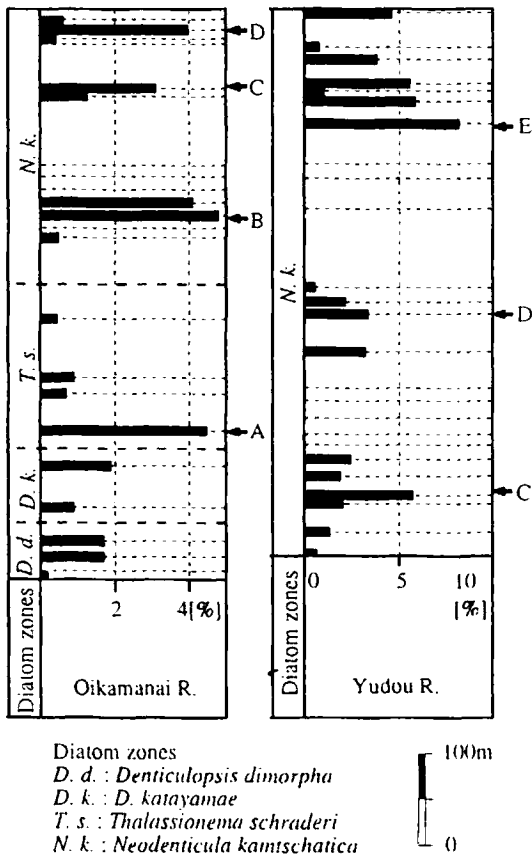 D
C
B
A
N. k.
T. s.
D. k.
D. d.
Diatom zones
2 4 [%]
Oikamanai R.
E
D
C
N. k.
Diatom zones
0 5 10
[%]
Yudou R.
Diatom zones
D. d. : Denticulopsis dimorpha
D. k. : D. katayamae
T. s. : Thalassionema schraderi
N. k. : Neodenticula kamtschatica
100m
0